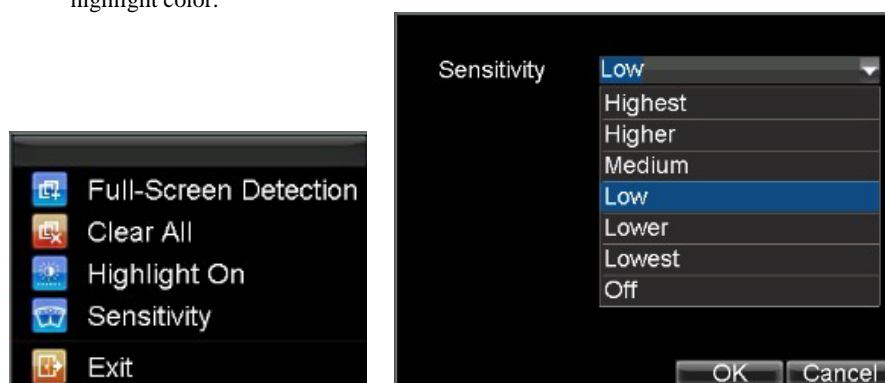 highlight color.
Full-Screen Detection
Clear All
Highlight On
Sensitivity
Exit
Sensitivity Low
Highest
Higher
Medium
Low
Lower
Lowest
Off
OK Cancel